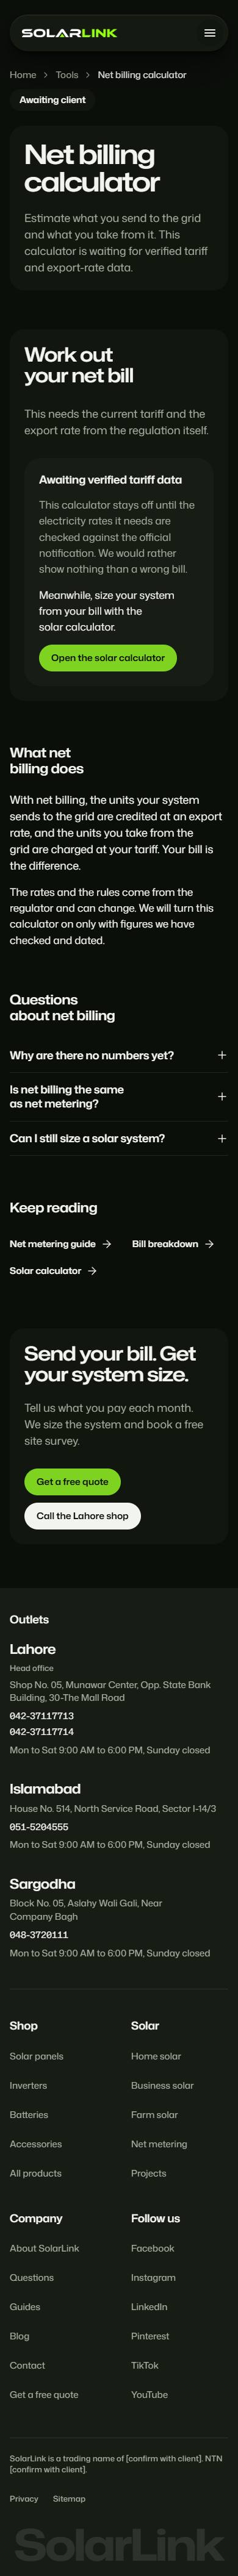 SOLARLINK
Home > Tools > Net billing calculator
Awaiting client
Net billing
calculator
Estimate what you send to the grid
and what you take from it. This
calculator is waiting for verified tariff
and export-rate data.
Work out
your net bill
This needs the current tariff and the
export rate from the regulation itself.
Awaiting verified tariff data
This calculator stays off until the
electricity rates it needs are
checked against the official
notification. We would rather
show nothing than a wrong bill.
Meanwhile, size your system
from your bill with the
solar calculator.
Open the solar calculator
What net
billing does
With net billing, the units your system
sends to the grid are credited at an export
rate, and the units you take from the
grid are charged at your tariff. Your bill is
the difference.
The rates and the rules come from the
regulator and can change. We will turn this
calculator on only with figures we have
checked and dated.
Questions
about net billing
Why are there no numbers yet?
Is net billing the same
as net metering?
Can I still size a solar system?
Keep reading
Net metering guide → Bill breakdown →
Solar calculator →
Send your bill. Get
your system size.
Tell us what you pay each month.
We size the system and book a free
site survey.
Get a free quote
Call the Lahore shop
Outlets
Lahore
Head office
Shop No. 05, Munawar Center, Opp. State Bank
Building, 30-The Mall Road
042-37117713
042-37117714
Mon to Sat 9:00 AM to 6:00 PM, Sunday closed
Islamabad
House No. 514, North Service Road, Sector I-14/3
051-5204555
Mon to Sat 9:00 AM to 6:00 PM, Sunday closed
Sargodha
Block No. 05, Aslahy Wali Gali, Near
Company Bagh
048-3720111
Mon to Sat 9:00 AM to 6:00 PM, Sunday closed
Shop
Solar panels
Inverters
Batteries
Accessories
All products
Solar
Home solar
Business solar
Farm solar
Net metering
Projects
Company
About SolarLink
Questions
Guides
Blog
Contact
Get a free quote
Follow us
Facebook
Instagram
LinkedIn
Pinterest
TikTok
YouTube
SolarLink is a trading name of [confirm with client]. NTN
[confirm with client].
Privacy Sitemap
SolarLink